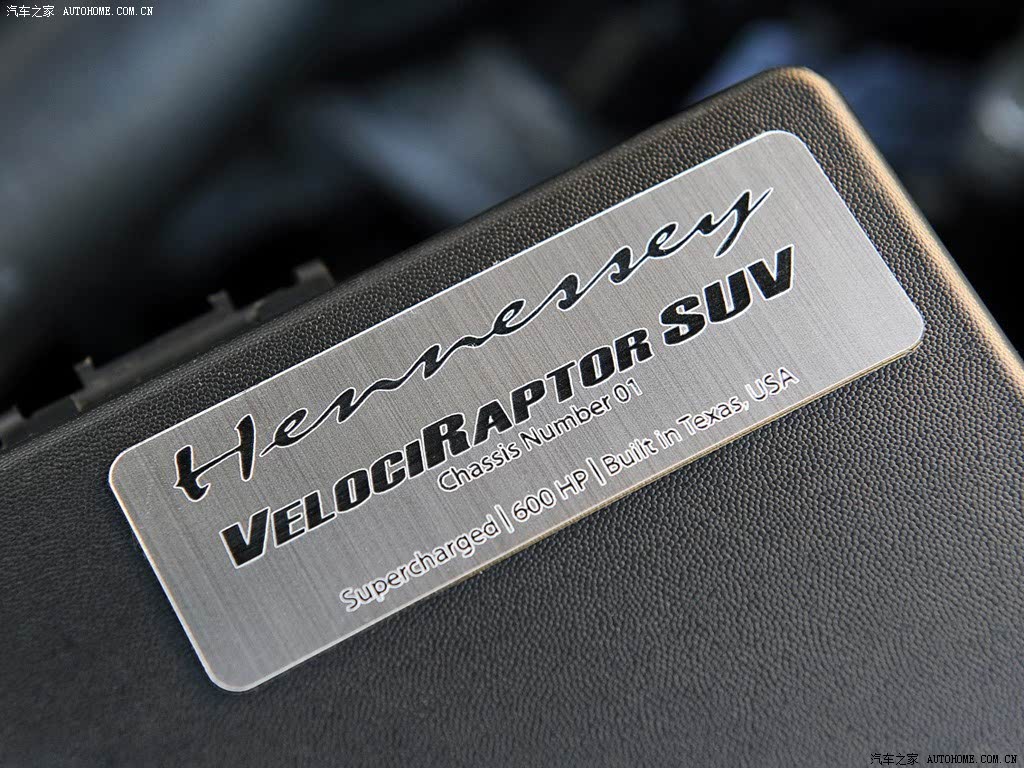 汽车之家 AUTOHOME.COM.CN
Hennessey
VELOCIRAPTOR SUV
Chassis Number 01
Supercharged | 600 HP | Built in Texas, USA
汽车之家 AUTOHOME.COM.CN